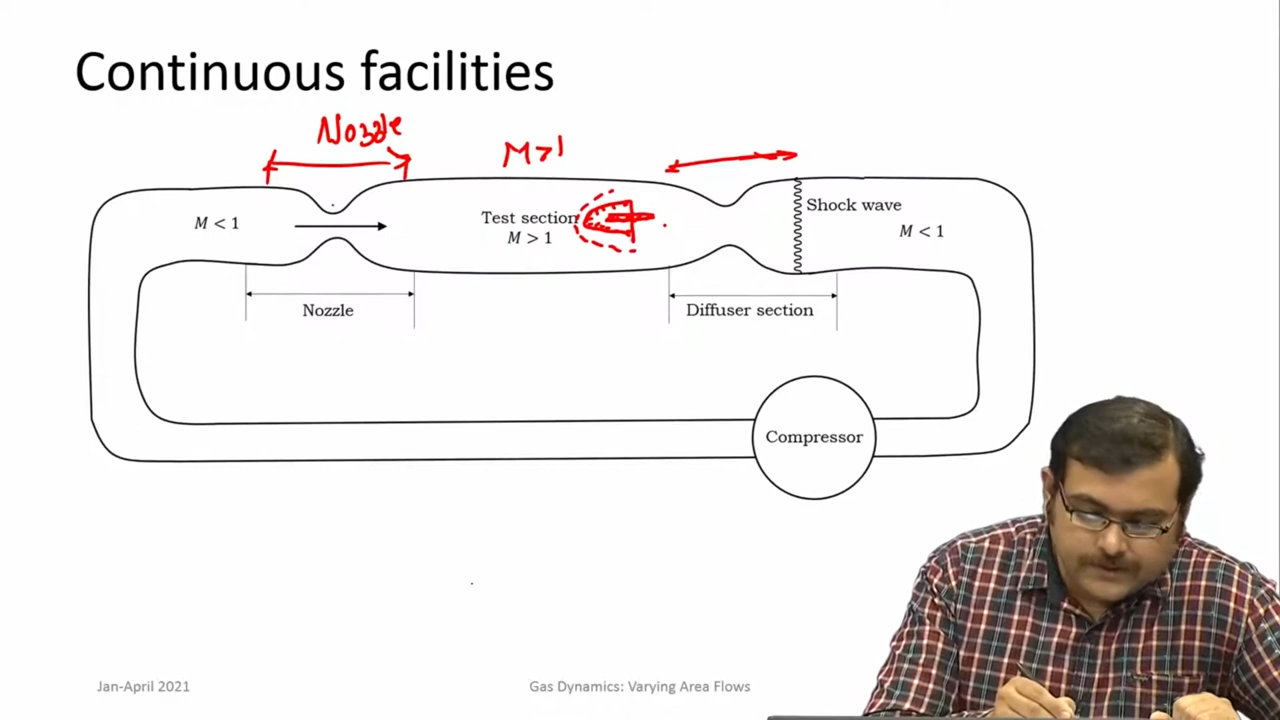 Continuous facilities
Nozzle
M>1
M < 1
Test section
M > 1
Shock wave
M < 1
Nozzle
Diffuser section
Compressor
Jan-April 2021
Gas Dynamics: Varying Area Flows